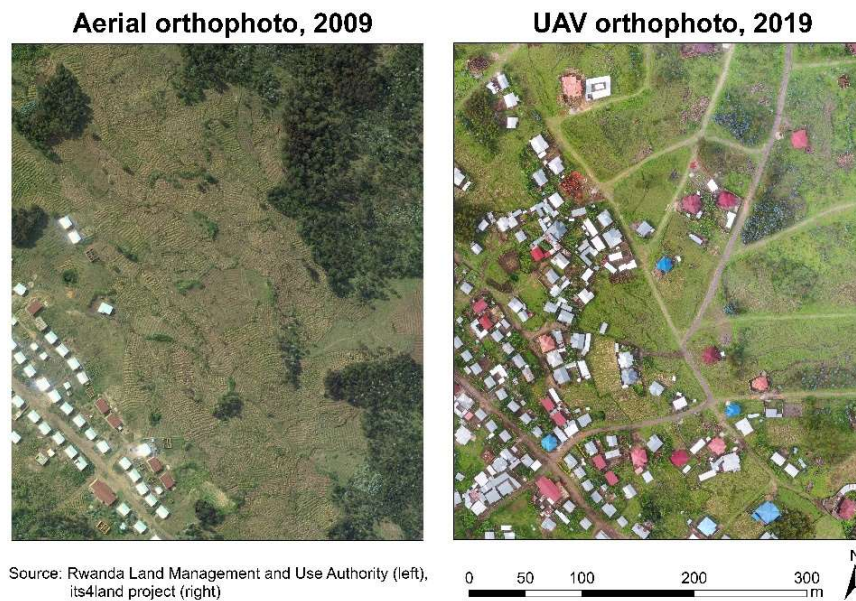 Aerial orthophoto, 2009
UAV orthophoto, 2019
Source: Rwanda Land Management and Use Authority (left),
its4land project (right)
0 50 100 200 300
m
N